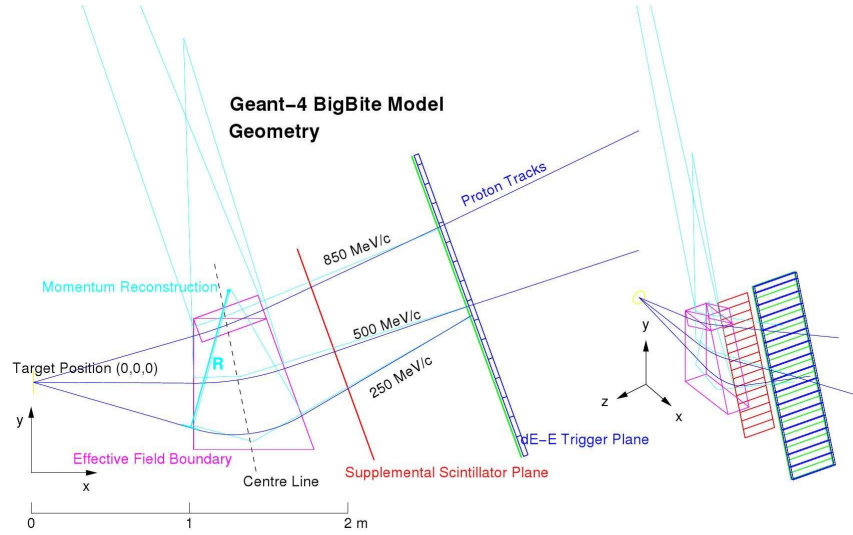 Geant-4 BigBite Model
Geometry
Proton Tracks
850 MeV/c
Momentum Reconstruction
500 MeV/c
R
Target Position (0,0,0)
250 MeV/c
y
y
z
x
dE-E Trigger Plane
Effective Field Boundary
Supplemental Scintillator Plane
x
Centre Line
0
1
2 m